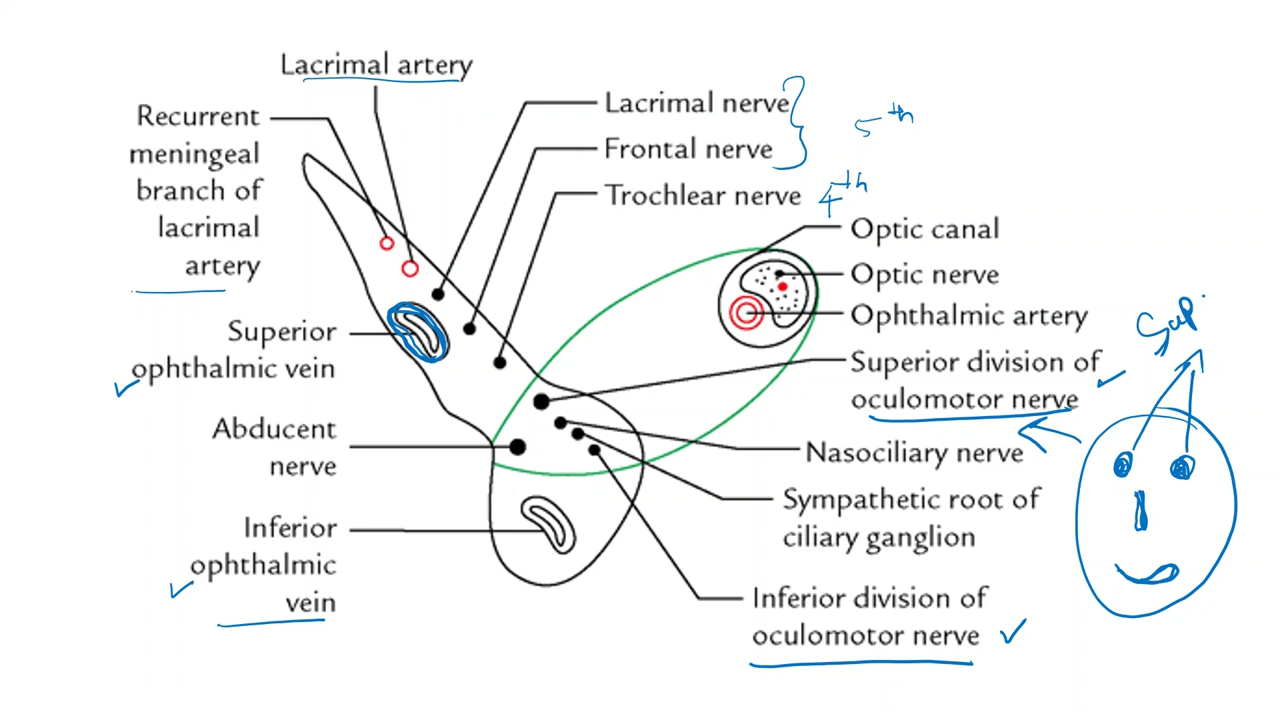 Lacrimal artery
Recurrent
meningeal
branch of
lacrimal
artery
Lacrimal nerve
Frontal nerve
5th
Trochlear nerve
4th
Optic canal
Optic nerve
Ophthalmic artery
Superior division of
oculomotor nerve
Nasociliary nerve
Sympathetic root of
ciliary ganglion
Inferior division of
oculomotor nerve
Superior
ophthalmic vein
Abducent
nerve
Inferior
ophthalmic
vein